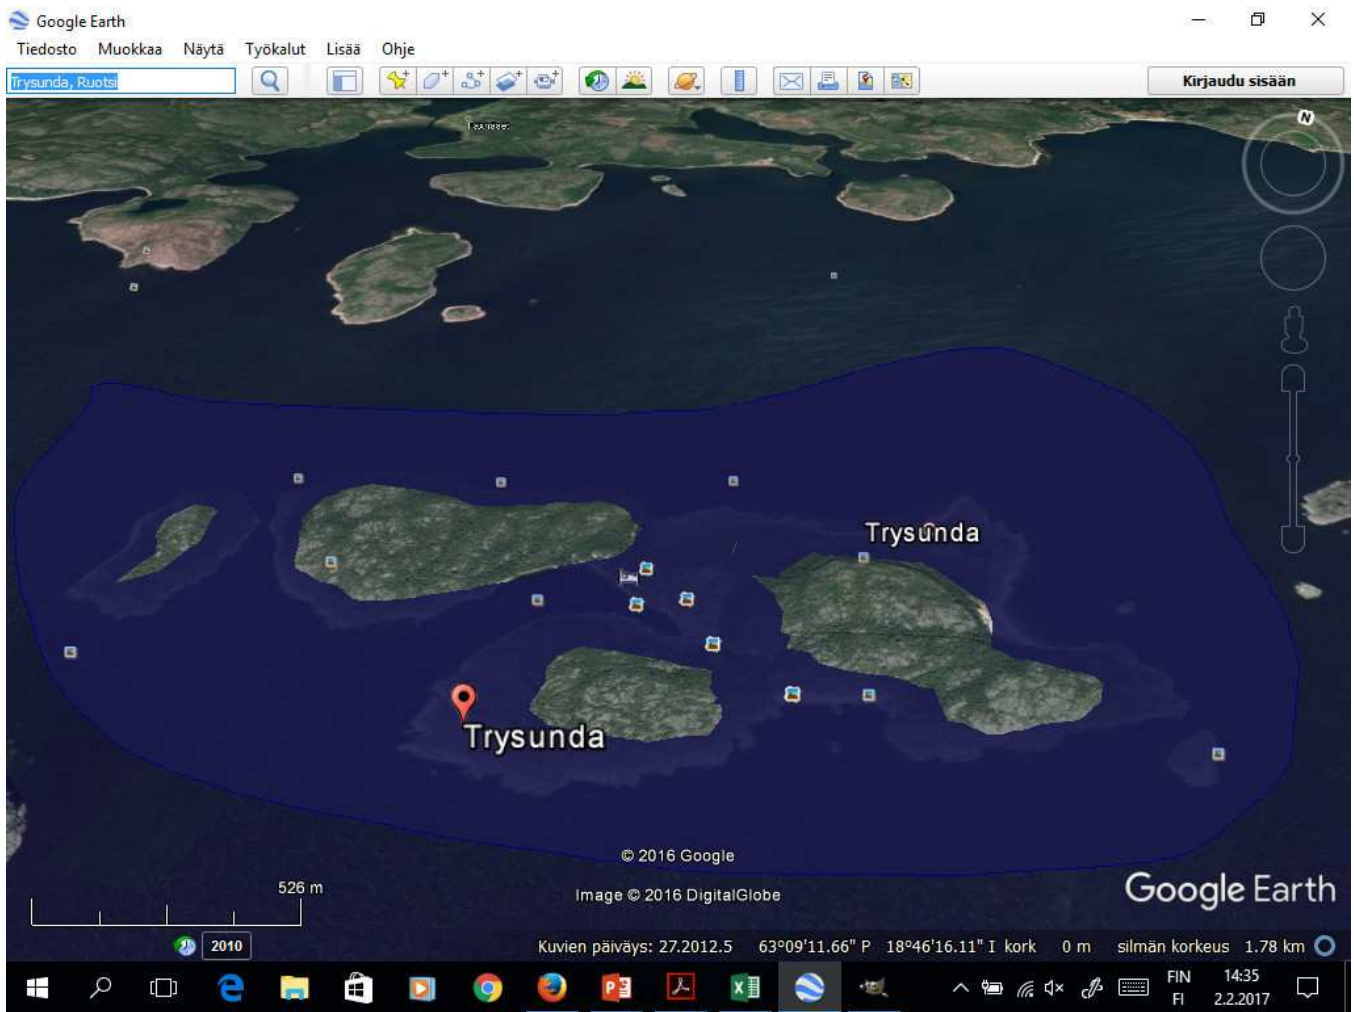 Google Earth
Tiedosto Muokkaa Näytä Työkalut Lisää Ohje
Trysunda, Ruotsi
Kirjaudu sisään
N
Trysunda
Trysunda
© 2016 Google
526 m
Image © 2016 DigitalGlobe
Google Earth
2010
Kuvien päiväys: 27.2012.5 63°09'11.66" P 18°46'16.11" I kork 0 m silmän korkeus 1.78 km
FIN 14:35
FI 2.2.2017